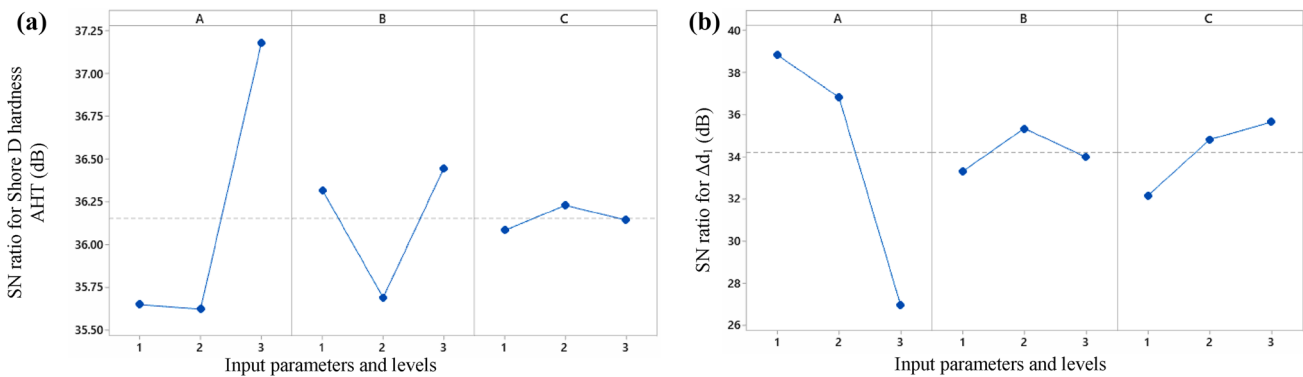 (a)
A B C
SN ratio for Shore D hardness
AHT (dB)
37.25
37.00
36.75
36.50
36.25
36.00
35.75
35.50
1 2 3 1 2 3 1 2 3
Input parameters and levels
(b)
A B C
SN ratio for Δd₁ (dB)
40
38
36
34
32
30
28
26
1 2 3 1 2 3 1 2 3
Input parameters and levels